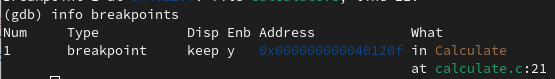 (gdb) info breakpoints
Num Type Disp Enb Address What
1 breakpoint keep y 0x000000000040120f in Calculate
at calculate.c:21